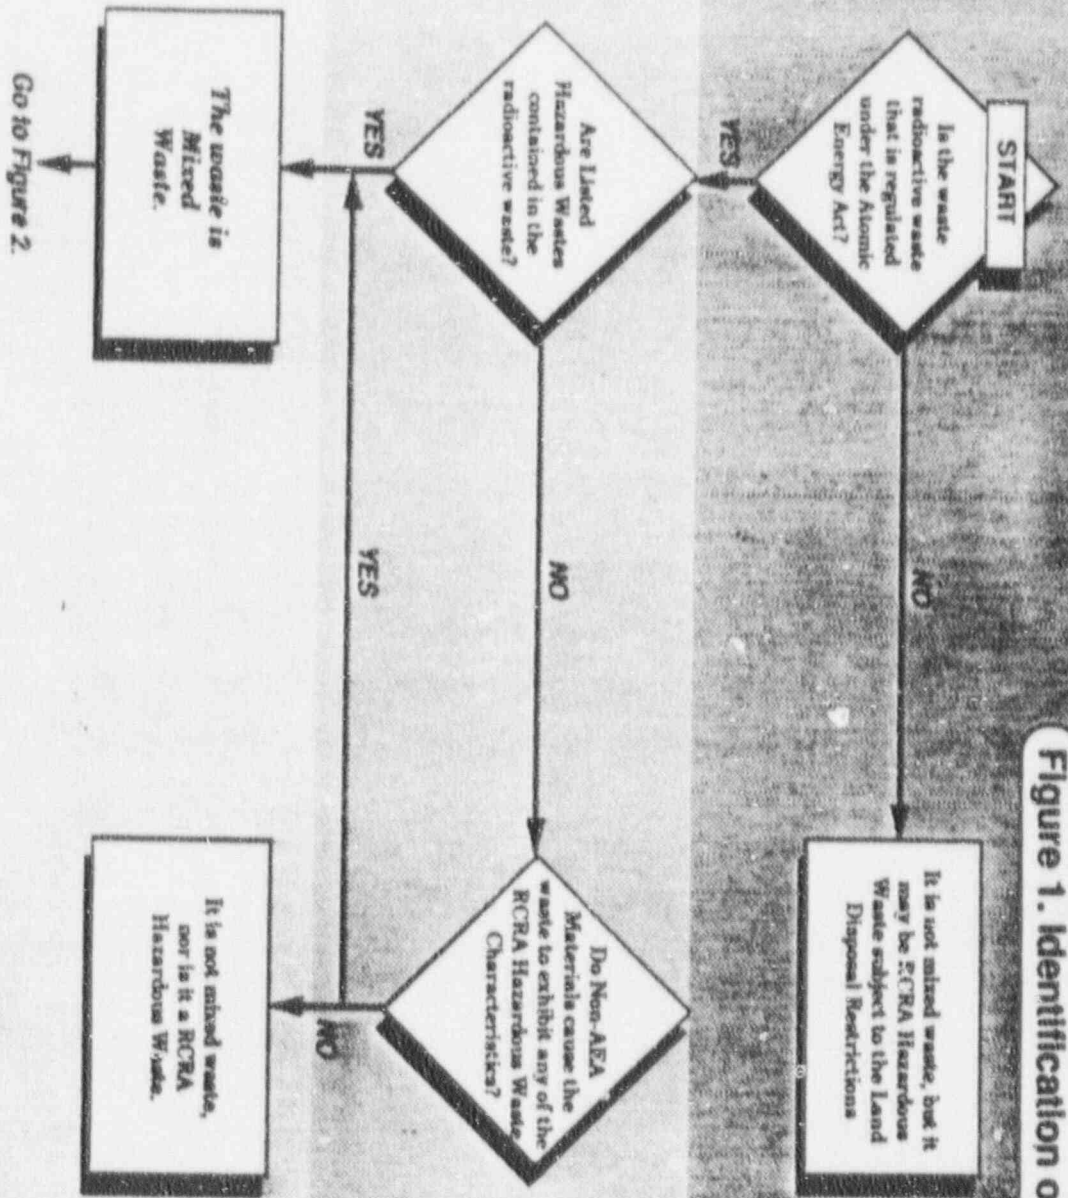 Figure 1. Identification o
START
Is the waste
radioactive waste
that is regulated
under the Atomic
Energy Act?
NO
It is not mixed waste, but it
may be RCRA Hazardous
Waste subject to the Land
Disposal Restrictions
YES
Are Listed
Hazardous Wastes
contained in the
radioactive waste?
NO
Do Non-AEA
Materials cause the
waste to exhibit any of the
RCRA Hazardous Waste
Characteristics?
YES
YES
NO
The waste is
Mixed
Waste.
It is not mixed waste,
nor is it a RCRA
Hazardous Waste.
Go to Figure 2.